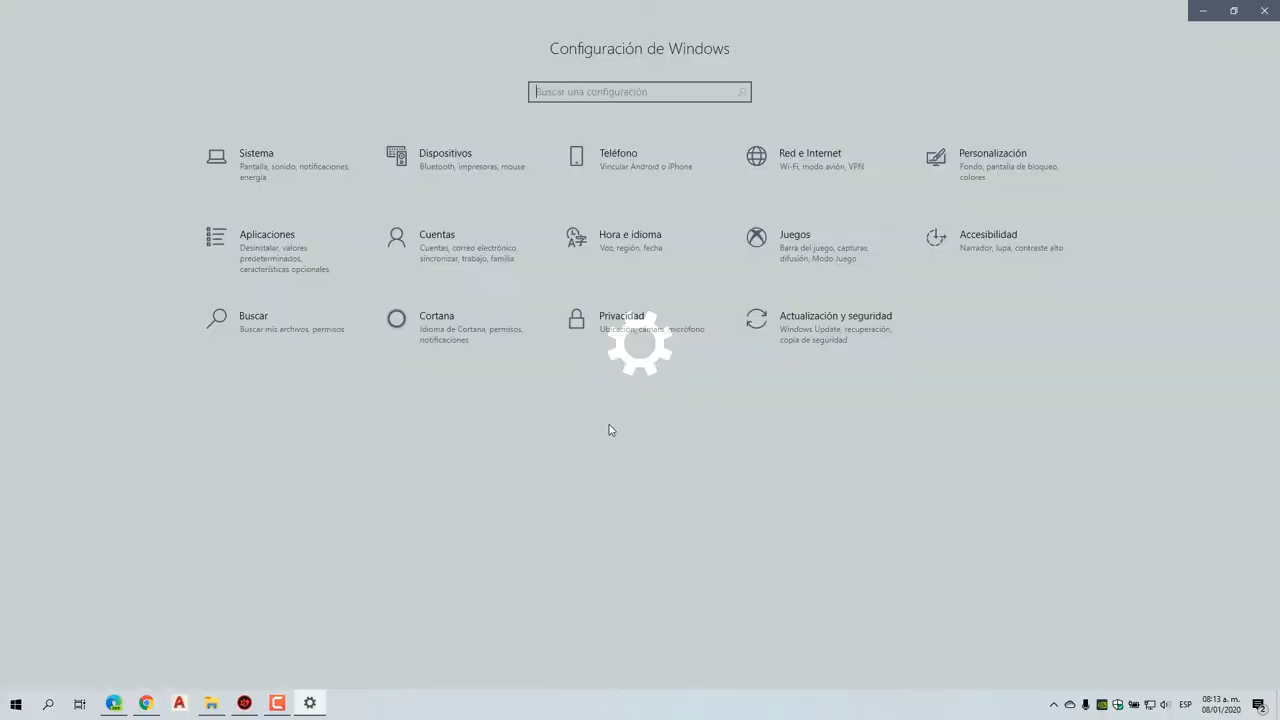 Configuración de Windows
Buscar una configuración
Sistema
Pantalla, sonido, notificaciones,
energía
Dispositivos
Bluetooth, impresoras, mouse
Teléfono
Vincular Android o iPhone
Red e Internet
Wi-Fi, modo avión, VPN
Personalización
Fondo, pantalla de bloqueo,
colores
Aplicaciones
Desinstalar, valores
predeterminados,
características opcionales
Cuentas
Cuentas, correo electrónico,
sincronizar, trabajo, familia
Hora e idioma
Voz, región, fecha
Juegos
Barra del juego, capturas,
difusión, Modo Juego
Accesibilidad
Narrador, lupa, contraste alto
Buscar
Buscar mis archivos, permisos
Cortana
Idioma de Cortana, permisos,
notificaciones
Privacidad
Ubicación, cámara, micrófono
Actualización y seguridad
Windows Update, recuperación,
copia de seguridad
ESP
08:13 a. m.
08/01/2020
2